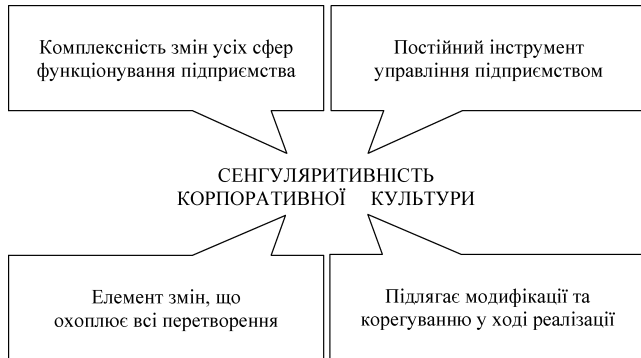 Комплексність змін усіх сфер
функціонування підприємства
Постійний інструмент
управління підприємством
СЕНГУЛЯРИТИВНІСТЬ
КОРПОРАТИВНОЇ КУЛЬТУРИ
Елемент змін, що
охоплює всі перетворення
Підлягає модифікації та
корегуванню у ході реалізації